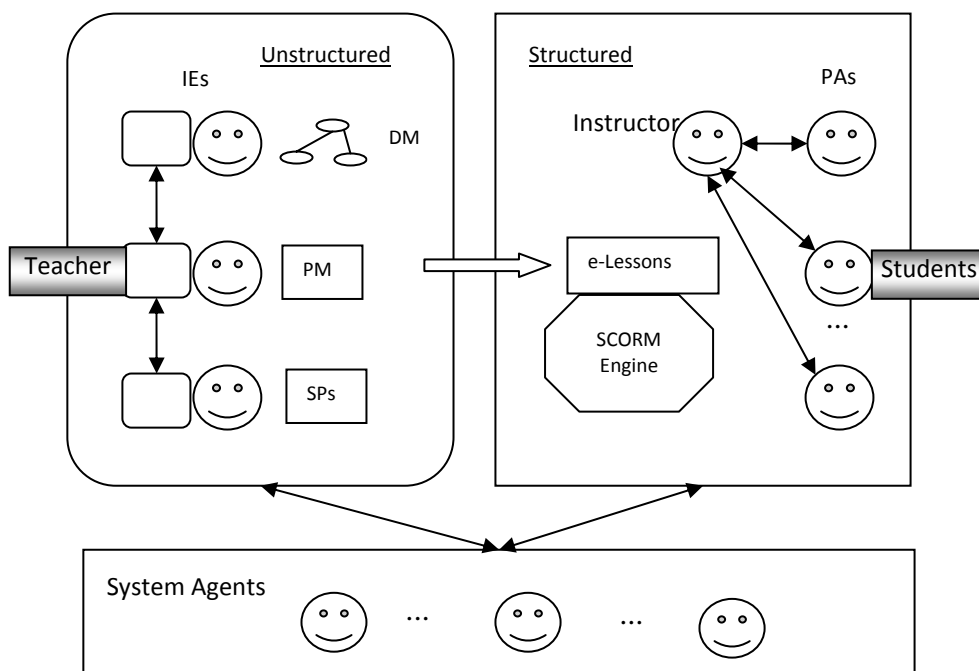 Unstructured
IEs
DM
Teacher
PM
SPs
Structured
PAs
Instructor
e-Lessons
Students
...
SCORM
Engine
System Agents
...
...